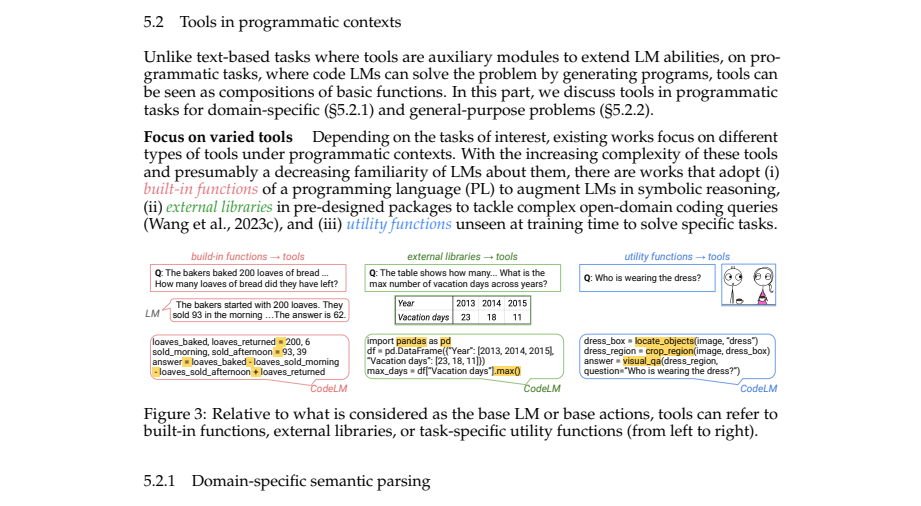 5.2 Tools in programmatic contexts
Unlike text-based tasks where tools are auxiliary modules to extend LM abilities, on pro-
grammatic tasks, where code LMs can solve the problem by generating programs, tools can
be seen as compositions of basic functions. In this part, we discuss tools in programmatic
tasks for domain-specific (§5.2.1) and general-purpose problems (§5.2.2).
Focus on varied tools Depending on the tasks of interest, existing works focus on different
types of tools under programmatic contexts. With the increasing complexity of these tools
and presumably a decreasing familiarity of LMs about them, there are works that adopt (i)
built-in functions of a programming language (PL) to augment LMs in symbolic reasoning,
(ii) external libraries in pre-designed packages to tackle complex open-domain coding queries
(Wang et al., 2023c), and (iii) utility functions unseen at training time to solve specific tasks.
build-in functions → tools
Q: The bakers baked 200 loaves of bread ...
How many loaves of bread did they have left?
LM
The bakers started with 200 loaves. They
sold 93 in the morning ...The answer is 62.
loaves_baked, loaves_returned = 200, 6
sold_morning, sold_afternoon = 93, 39
answer = loaves_baked - loaves_sold_morning
- loaves_sold_afternoon + loaves_returned
CodeLM
external libraries → tools
Q: The table shows how many... What is the
max number of vacation days across years?
Year 2013 2014 2015
Vacation days 23 18 11
import pandas as pd
df = pd.DataFrame({"Year": [2013, 2014, 2015],
"Vacation days": [23, 18, 11]})
max_days = df["Vacation days"].max()
CodeLM
utility functions → tools
Q: Who is wearing the dress?
dress_box = locate_objects(image, "dress")
dress_region = crop_region(image, dress_box)
answer = visual_qa(dress_region,
question="Who is wearing the dress?")
CodeLM
Figure 3: Relative to what is considered as the base LM or base actions, tools can refer to
built-in functions, external libraries, or task-specific utility functions (from left to right).
5.2.1 Domain-specific semantic parsing